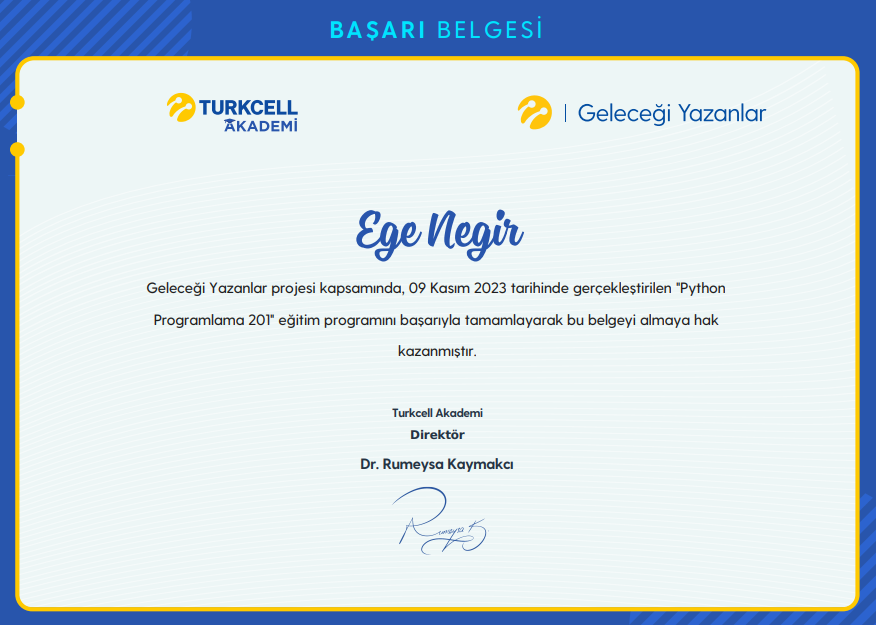 BAŞARI BELGESİ
TURKCELL
AKADEMİ
Geleceği Yazanlar
Ege Negir
Geleceği Yazanlar projesi kapsamında, 09 Kasım 2023 tarihinde gerçekleştirilen "Python
Programlama 201" eğitim programını başarıyla tamamlayarak bu belgeyi almaya hak
kazanmıştır.
Turkcell Akademi
Direktör
Dr. Rumeysa Kaymakcı
Rumeysa K